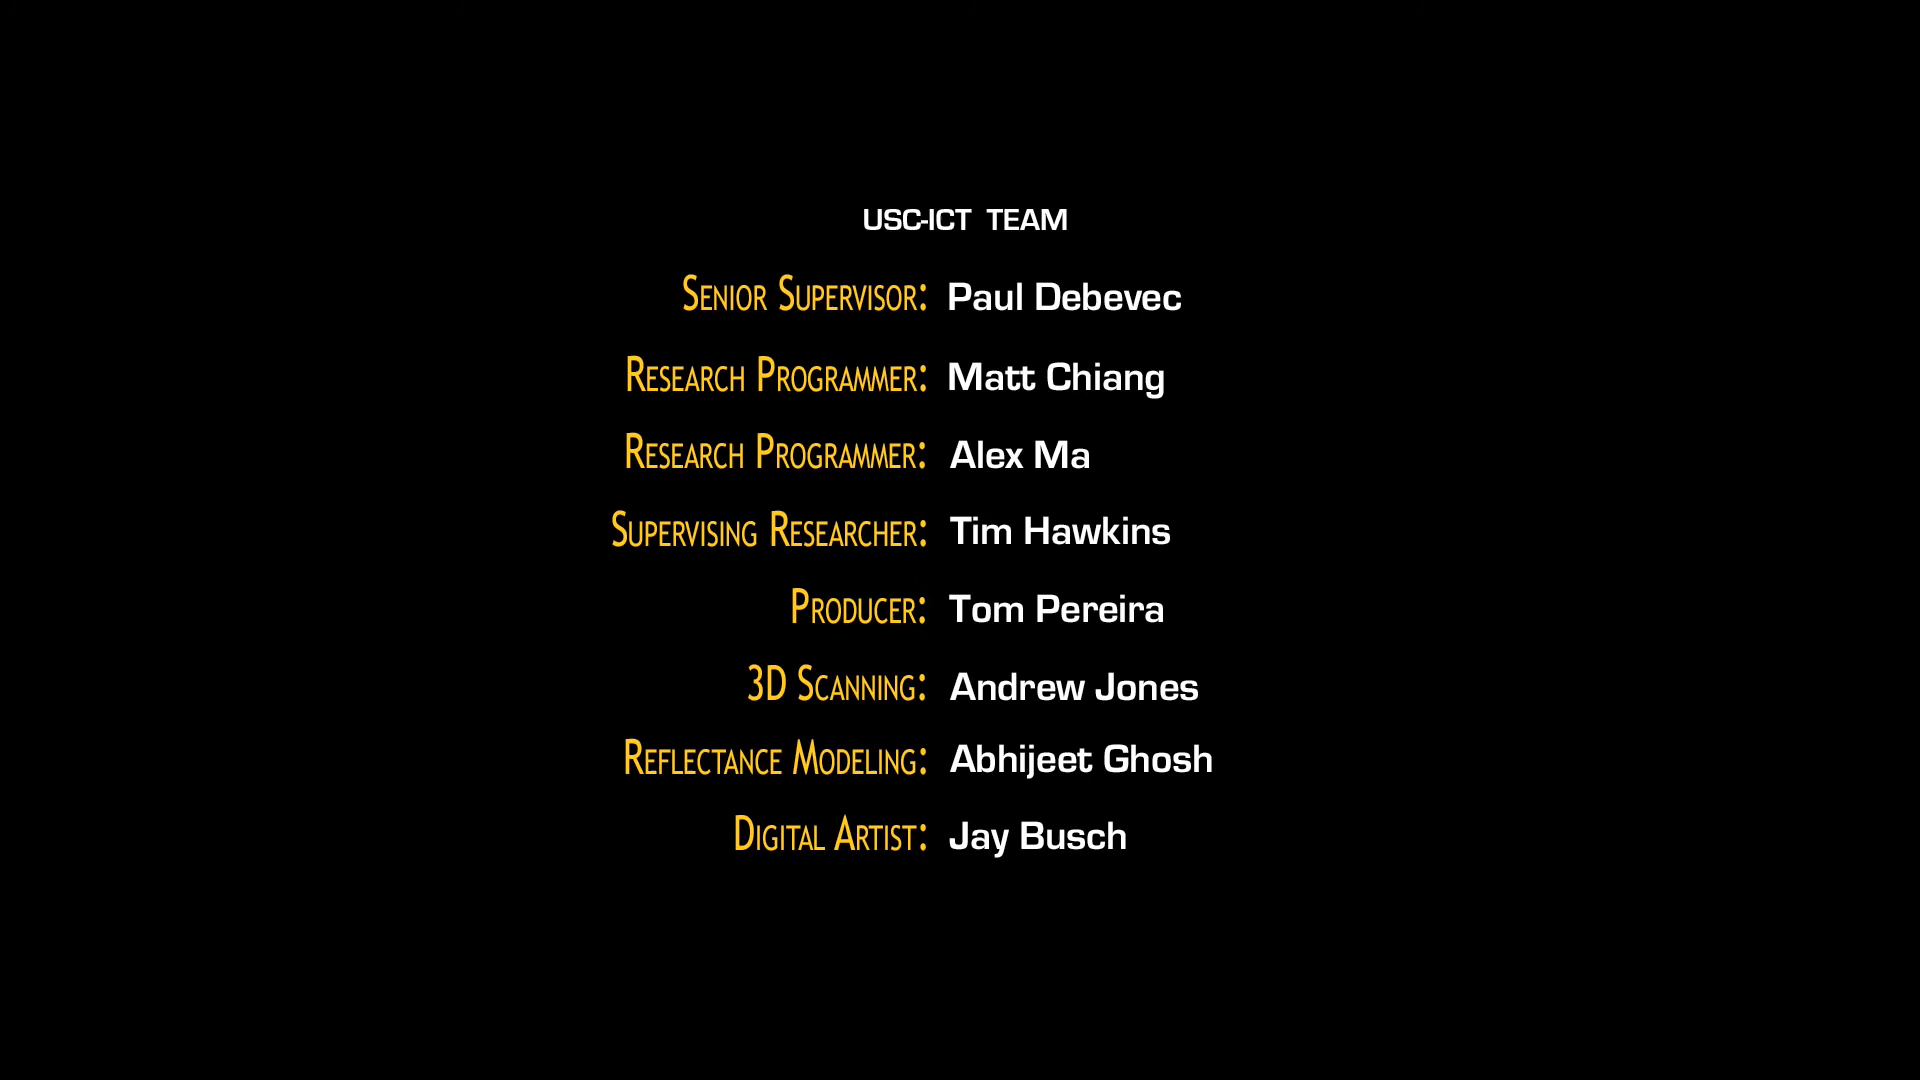 USC-ICT TEAM
Senior Supervisor: Paul Debevec
Research Programmer: Matt Chiang
Research Programmer: Alex Ma
Supervising Researcher: Tim Hawkins
Producer: Tom Pereira
3D Scanning: Andrew Jones
Reflectance Modeling: Abhijeet Ghosh
Digital Artist: Jay Busch